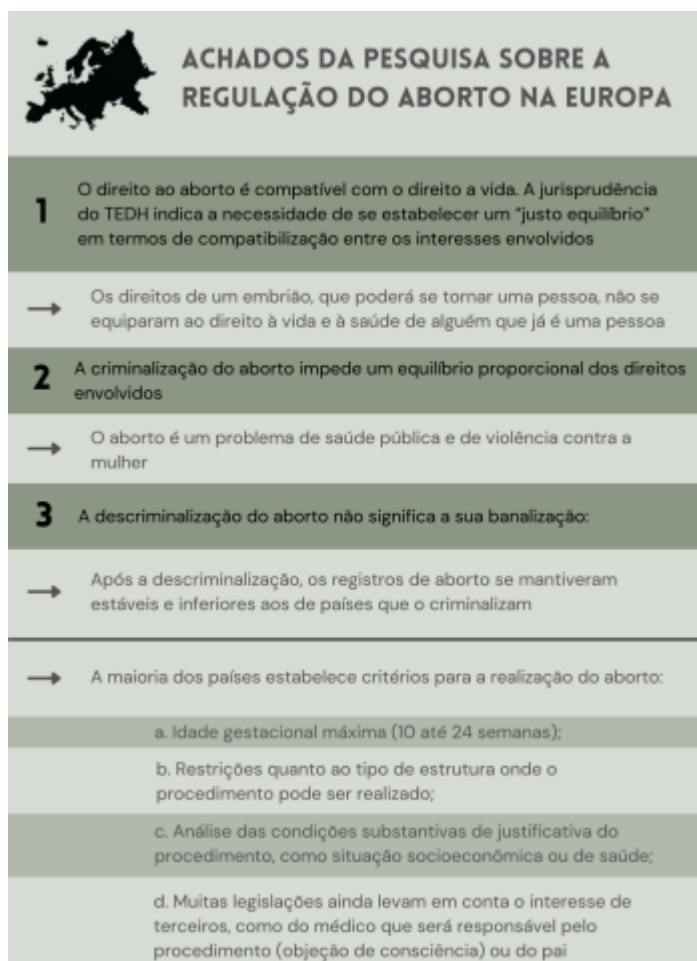 ACHADOS DA PESQUISA SOBRE A
REGULAÇÃO DO ABORTO NA EUROPA
1
O direito ao aborto é compatível com o direito a vida. A jurisprudência
do TEDH indica a necessidade de se estabelecer um "justo equilíbrio"
em termos de compatibilização entre os interesses envolvidos
Os direitos de um embrião, que poderá se tornar uma pessoa, não se
equiparam ao direito à vida e à saúde de alguém que já é uma pessoa
2
A criminalização do aborto impede um equilíbrio proporcional dos direitos
envolvidos
O aborto é um problema de saúde pública e de violência contra a
mulher
3
A descriminalização do aborto não significa a sua banalização:
Após a descriminalização, os registros de aborto se mantiveram
estáveis e inferiores aos de países que o criminalizam
A maioria dos países estabelece critérios para a realização do aborto:
a. Idade gestacional máxima (10 até 24 semanas);
b. Restrições quanto ao tipo de estrutura onde o
procedimento pode ser realizado;
c. Análise das condições substantivas de justificativa do
procedimento, como situação socioeconômica ou de saúde;
d. Muitas legislações ainda levam em conta o interesse de
terceiros, como do médico que será responsável pelo
procedimento (objeção de consciência) ou do pai